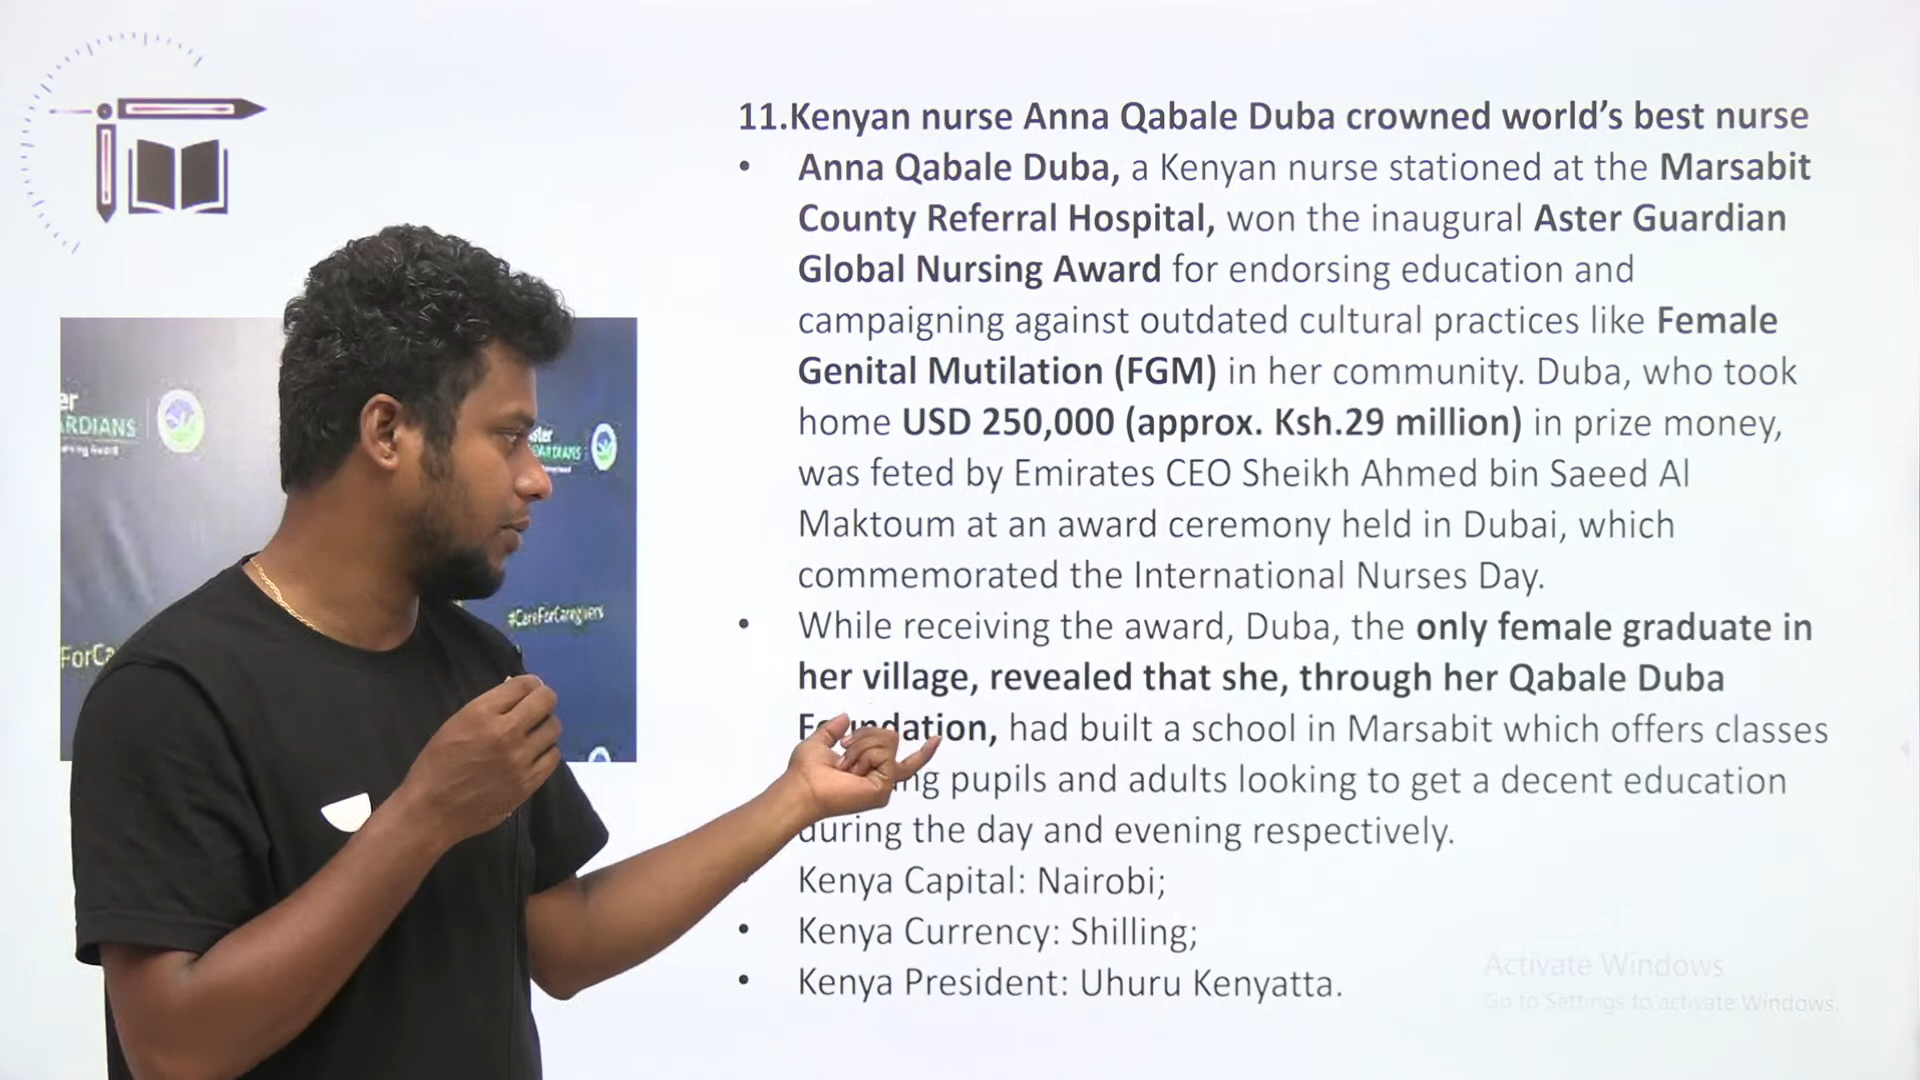 11.Kenyan nurse Anna Qabale Duba crowned world's best nurse
• Anna Qabale Duba, a Kenyan nurse stationed at the Marsabit
County Referral Hospital, won the inaugural Aster Guardian
Global Nursing Award for endorsing education and
campaigning against outdated cultural practices like Female
Genital Mutilation (FGM) in her community. Duba, who took
home USD 250,000 (approx. Ksh.29 million) in prize money,
was feted by Emirates CEO Sheikh Ahmed bin Saeed Al
Maktoum at an award ceremony held in Dubai, which
commemorated the International Nurses Day.
• While receiving the award, Duba, the only female graduate in
her village, revealed that she, through her Qabale Duba
Foundation, had built a school in Marsabit which offers classes
pupils and adults looking to get a decent education
during the day and evening respectively.
Kenya Capital: Nairobi;
• Kenya Currency: Shilling;
• Kenya President: Uhuru Kenyatta.
er
ARDIANS
#CareForCaregivers
ForCa
Activate Windows
Go to Settings to activate Windows.